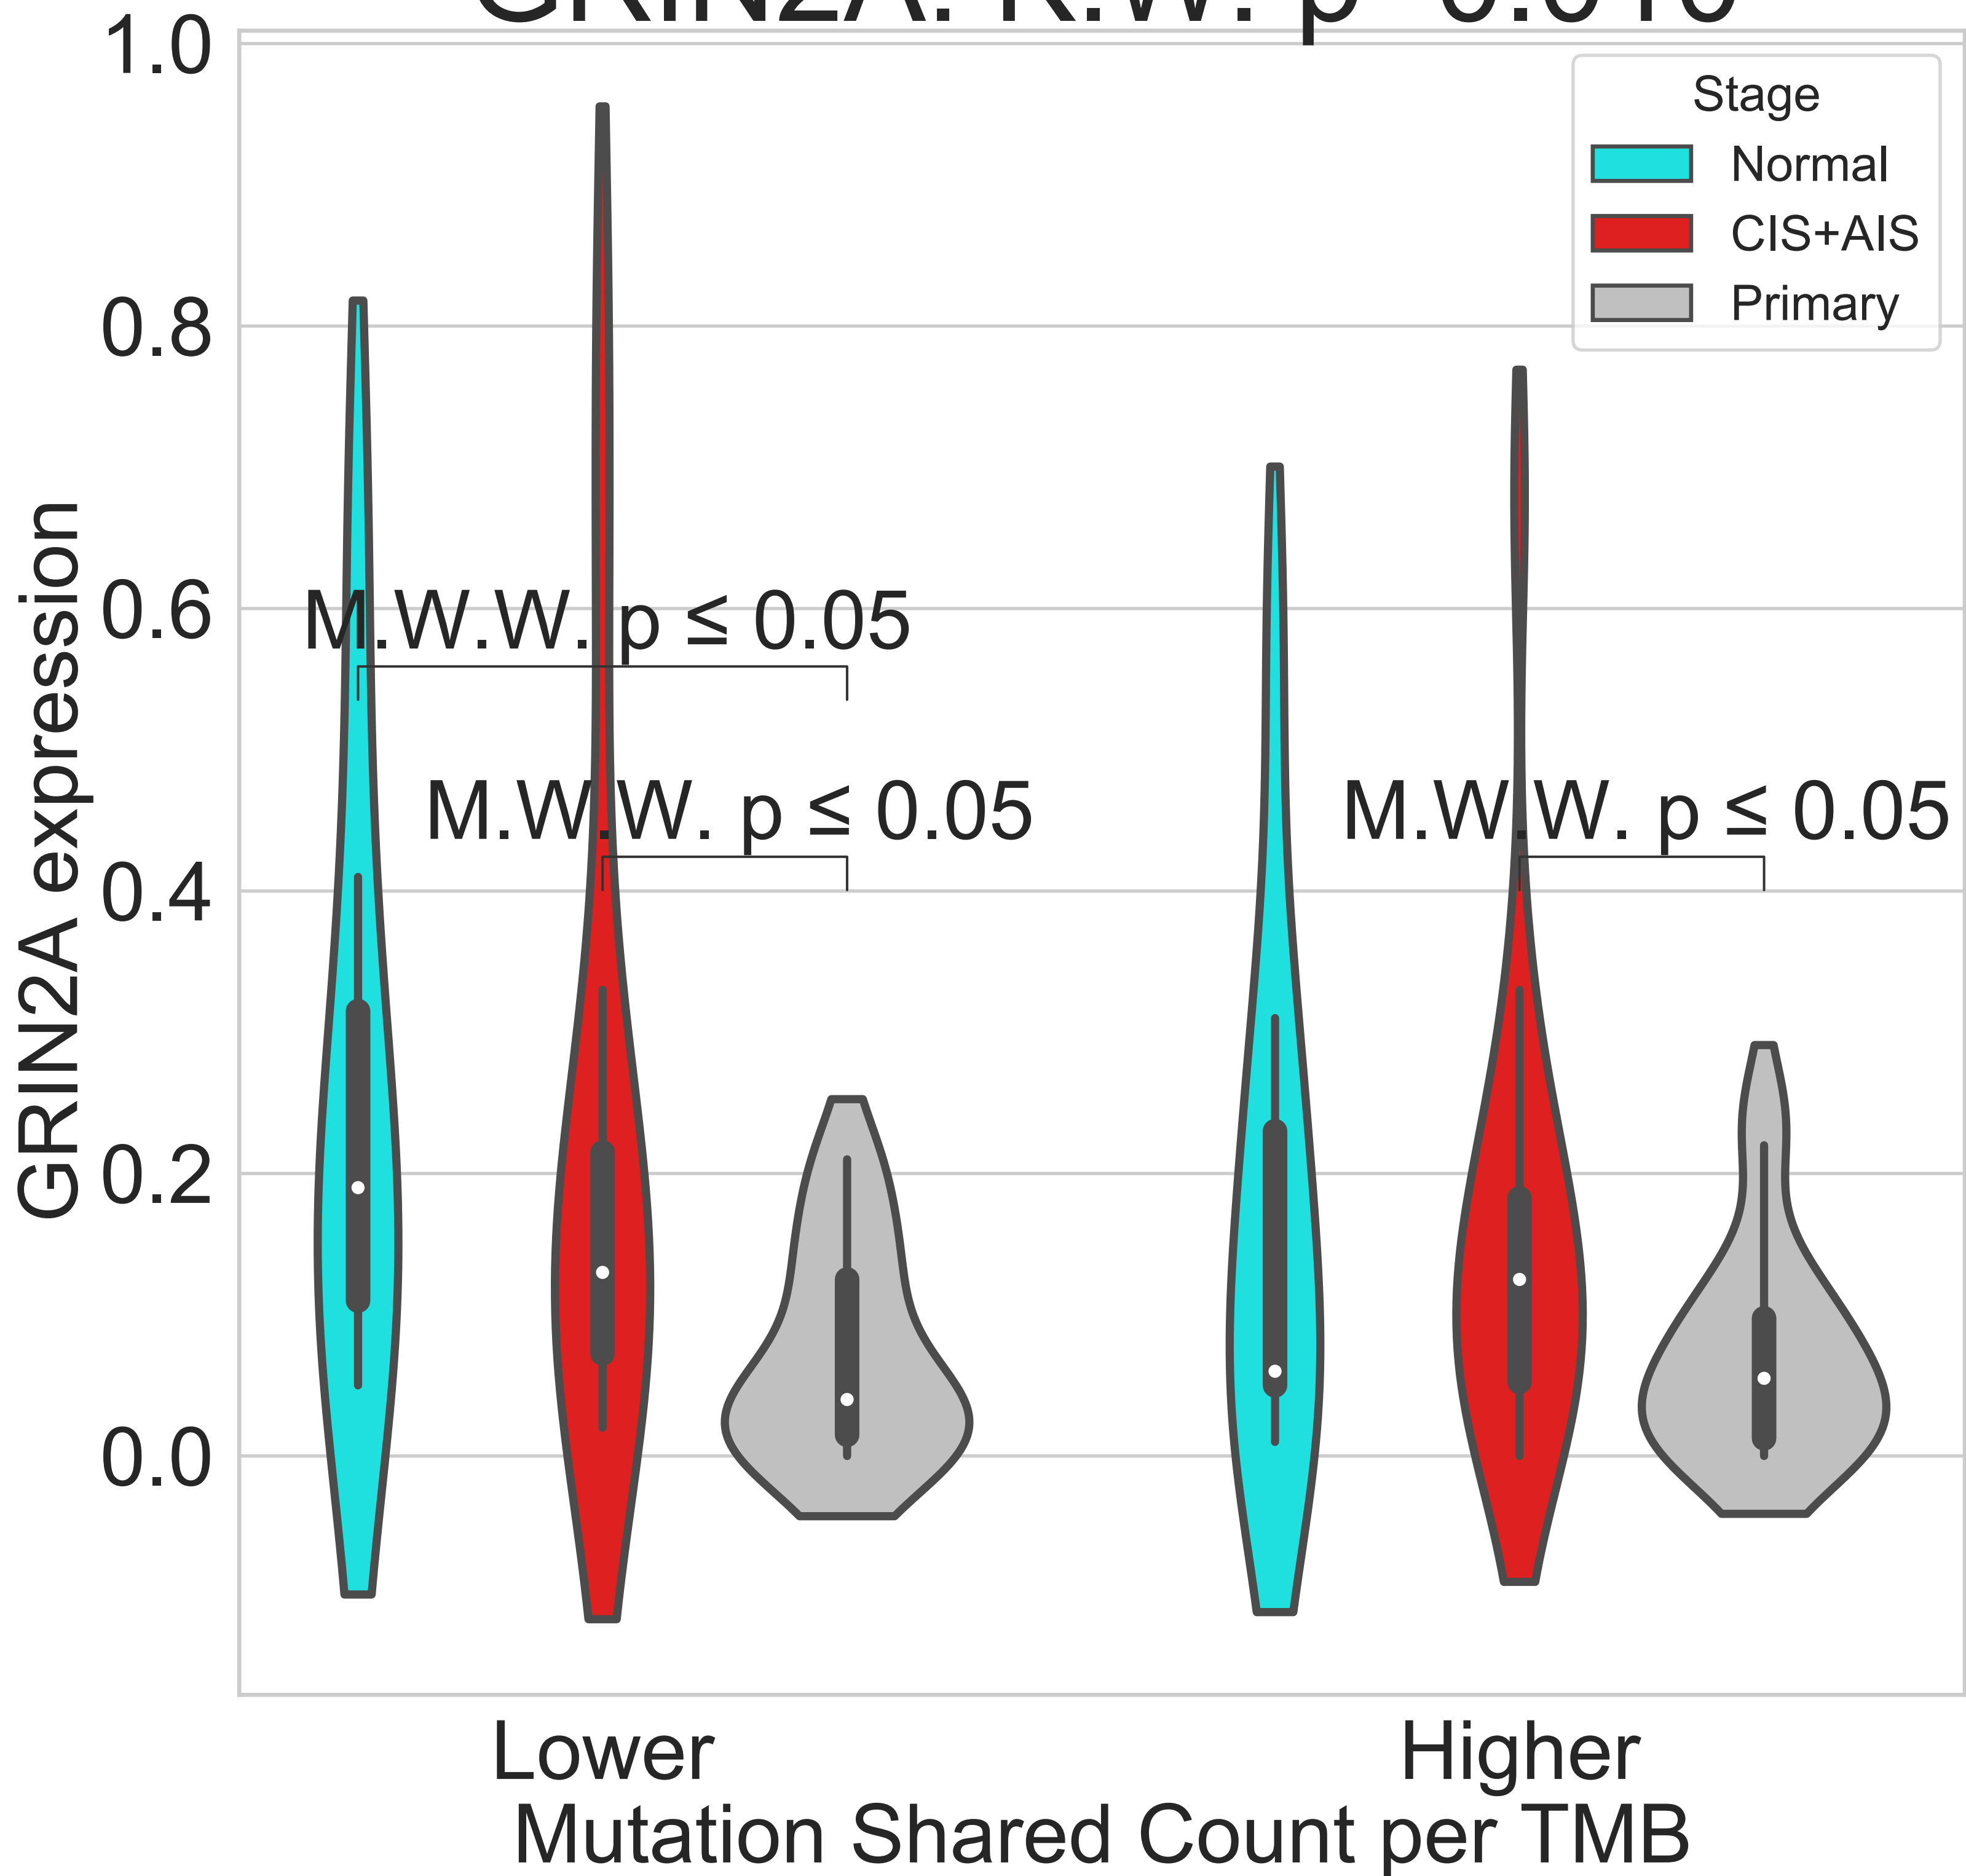 GRIN2A. K.W. p
1.0
Stage
Normal
CIS+AIS
Primary
0.8
0.6
M.W.W. p ≤ 0.05
M.W.W. p ≤ 0.05
M.W.W. p ≤ 0.05
0.4
0.2
0.0
GRIN2A expression
Lower
Higher
Mutation Shared Count per TMB